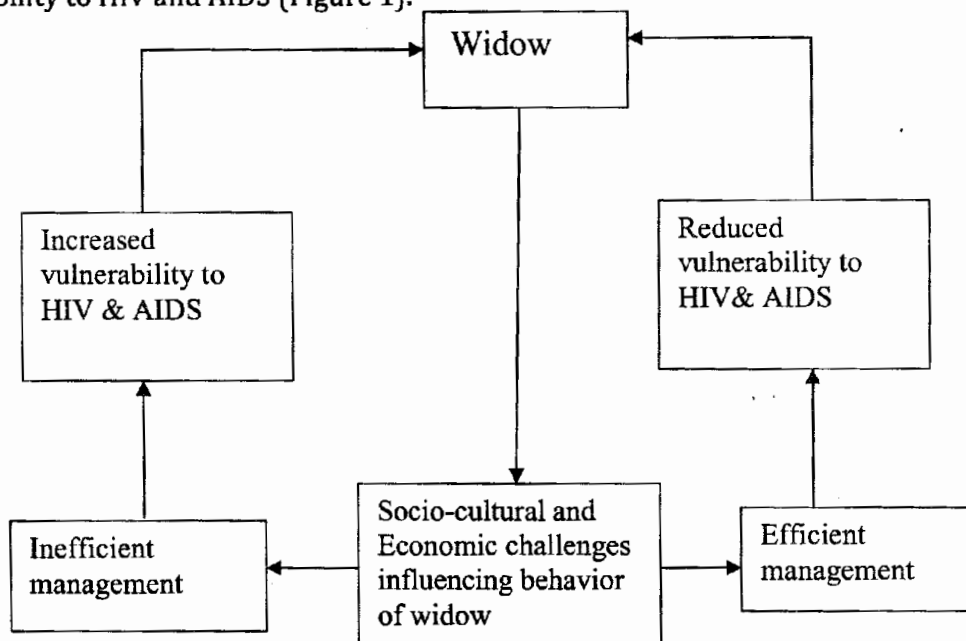 bility to HIV and AIDS (Figure 1).
Widow
Increased
vulnerability to
HIV & AIDS
Reduced
vulnerability to
HIV& AIDS
Inefficient
management
Socio-cultural and
Economic challenges
influencing behavior
of widow
Efficient
management